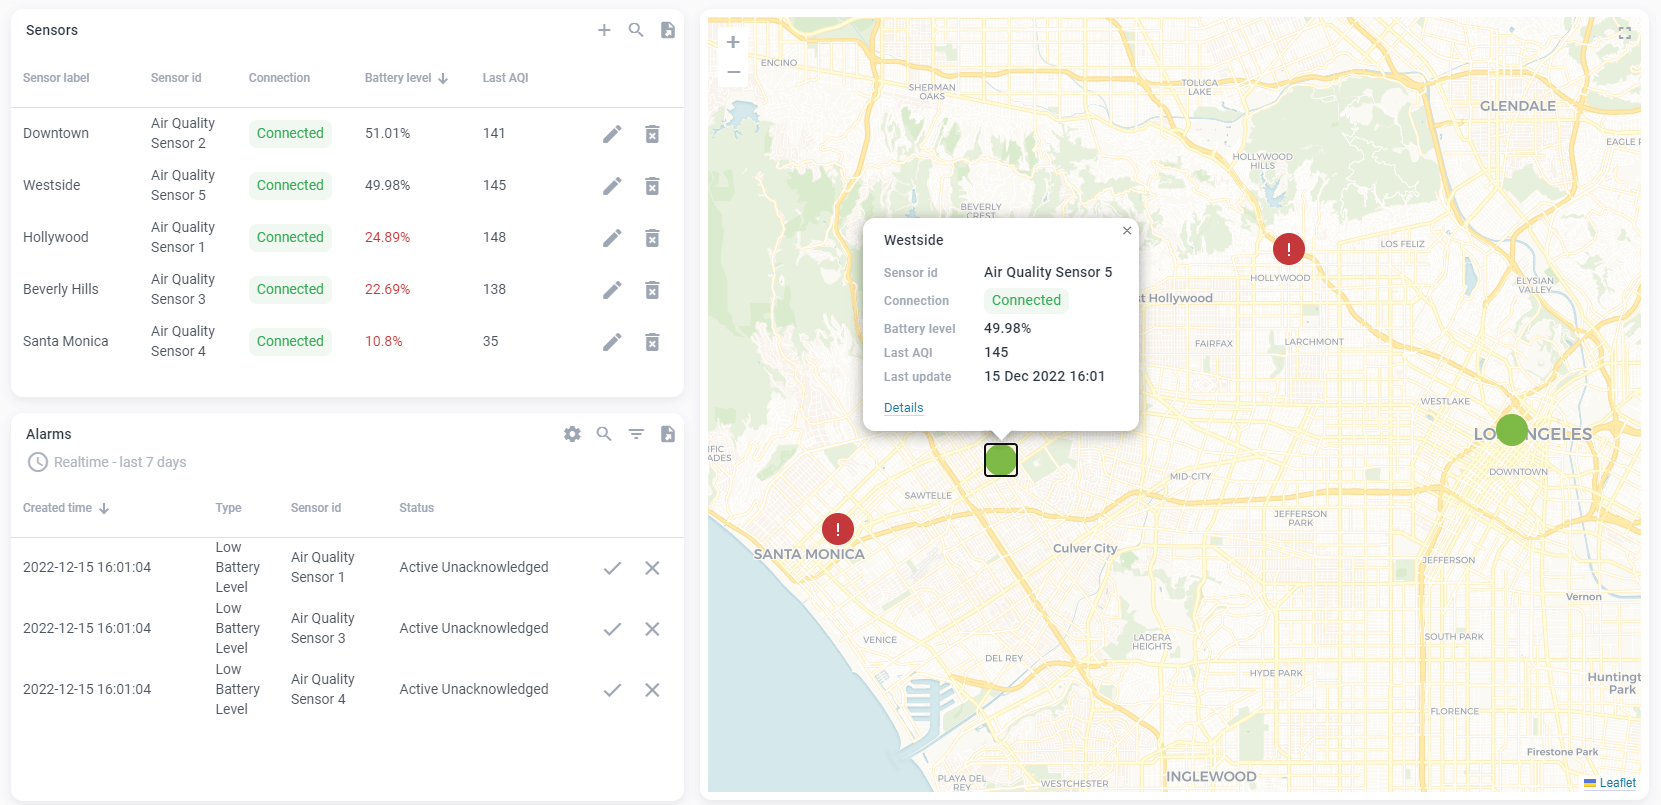 Sensors
Sensor label Sensor id Connection Battery level Last AQI
Downtown Air Quality Sensor 2 Connected 51.01% 141
Westside Air Quality Sensor 5 Connected 49.98% 145
Hollywood Air Quality Sensor 1 Connected 24.89% 148
Beverly Hills Air Quality Sensor 3 Connected 22.69% 138
Santa Monica Air Quality Sensor 4 Connected 10.8% 35
Alarms
Realtime - last 7 days
Created time Type Sensor id Status
2022-12-15 16:01:04 Low Battery Level Air Quality Sensor 1 Active Unacknowledged
2022-12-15 16:01:04 Low Battery Level Air Quality Sensor 3 Active Unacknowledged
2022-12-15 16:01:04 Low Battery Level Air Quality Sensor 4 Active Unacknowledged
+
−
ENCINO
SHERMAN
OAKS
TOLUCA
LAKE
GLENDALE
EAGLE R
HOLLYWOOD
HILLS
BEVERLY
CREST
Westside
Sensor id Air Quality Sensor 5
Connection Connected
Battery level 49.98%
Last AQI 145
Last update 15 Dec 2022 16:01
Details
!
LOS FELIZ
HOLLYWOOD
ELYSIAN
VALLEY
st Hollywood
FAIRFAX
LARCHMONT
WESTLAKE
LOS ANGELES
DOWNTOWN
IFIC
ADES
MID-CITY
SAWTELLE
JEFFERSON
PARK
!
SANTA MONICA
Culver City
JEFFERSON
Vernon
VENICE
LADERA
HEIGHTS
SOUTH PARK
DEL REY
HYDE PARK
Huntingt
Park
FLORENCE
Firestone Park
PLAYA DEL
REY
WESTCHESTER
INGLEWOOD
Leaflet